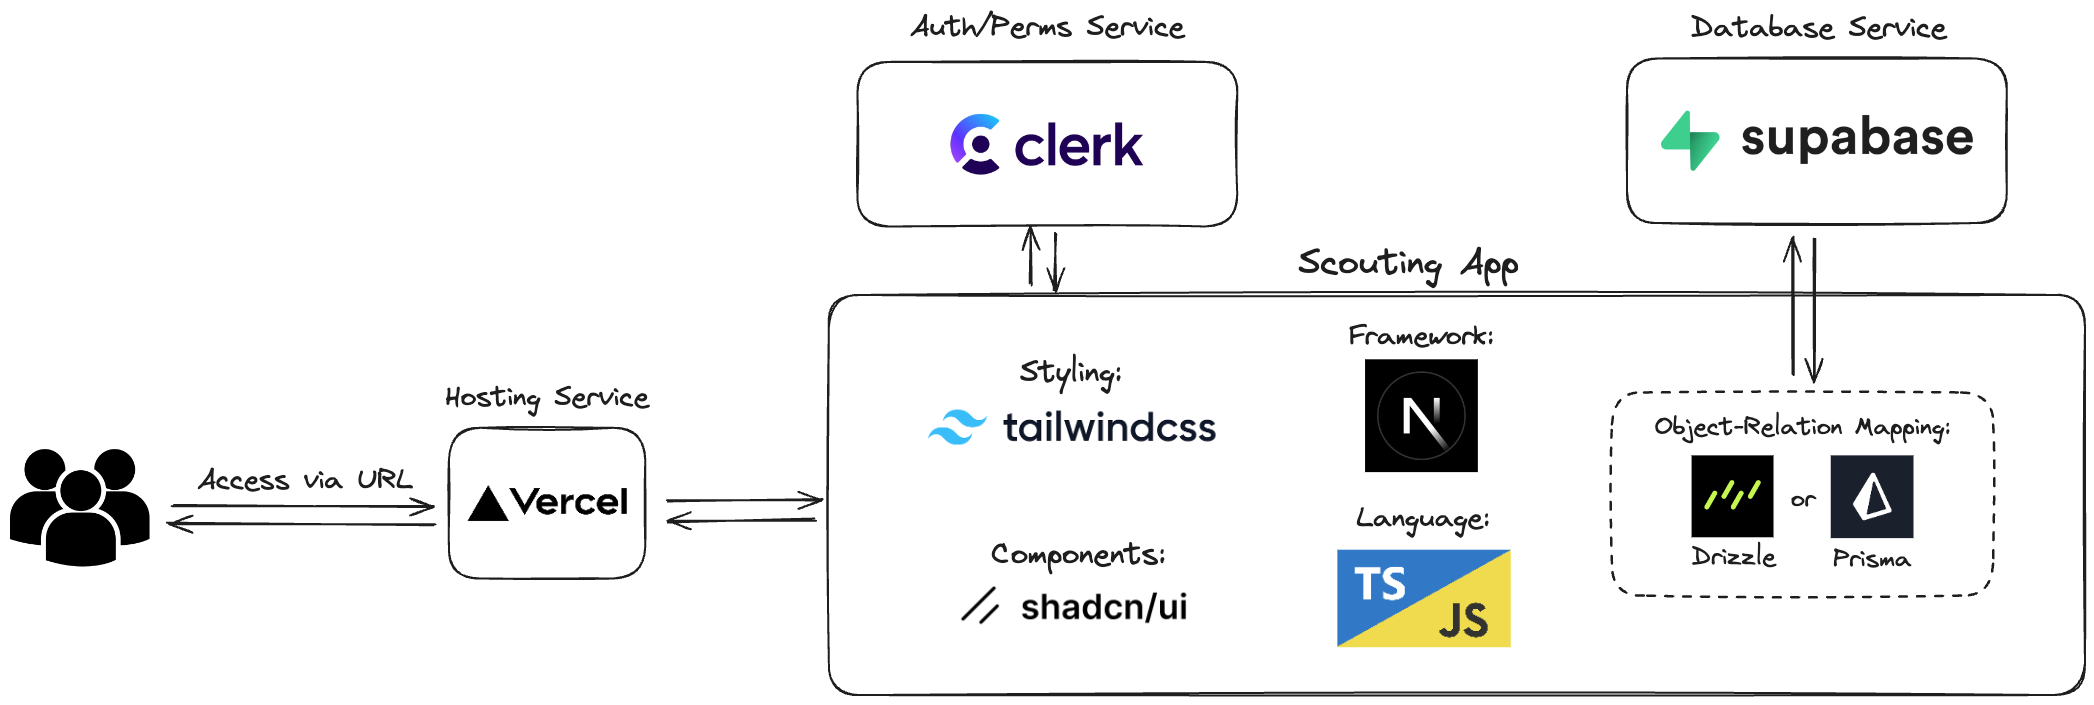 Auth/Perms Service
clerk
Database Service
supabase
Scouting App
Hosting Service
Access via URL
Vercel
Styling:
tailwindcss
Components:
shadcn/ui
Framework:
N
Language:
TS
JS
Object-Relation Mapping:
or
Drizzle
Prisma